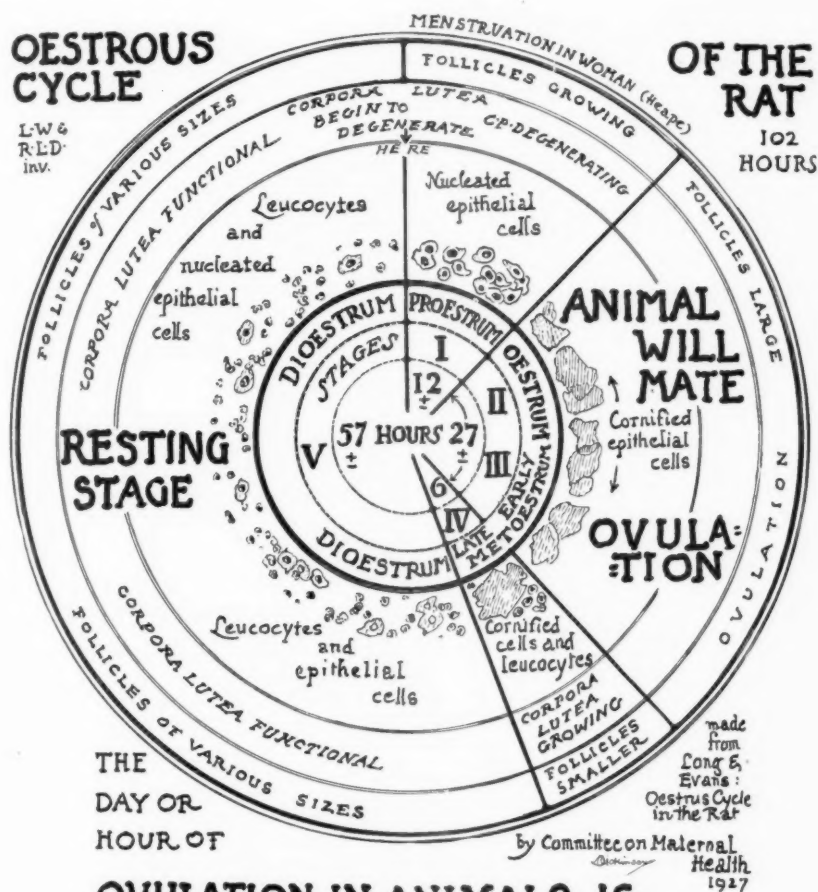 OESTROUS
CYCLE
L·W &
R·L·D·
inv.
MENSTRUATION IN WOMAN (Heape)
OF THE
RAT
102
HOURS
FOLLICLES of VARIOUS SIZES
FOLLICLES GROWING
FOLLICLES LARGE
CORPORA LUTEA FUNCTIONAL
CORPORA LUTEA
BEGIN TO
DEGENERATE
HERE
CP·DEGENERATING
Leucocytes
and
nucleated
epithelial
cells
Nucleated
epithelial
cells
DIOESTRUM
PROESTRUM
OESTRUM
STAGES
I
II
III
IV
V
12
±
57
±
HOURS
27
±
6
±
ANIMAL
WILL
MATE
Cornified
epithelial
cells
RESTING
STAGE
EARLY
LATE
METOESTRUM
DIOESTRUM
OVULA=
=TION
OVULATION
Leucocytes
and
epithelial
cells
Cornified
cells and
leucocytes
CORPORA LUTEA FUNCTIONAL
CORPORA
LUTEA
GROWING
FOLLICLES OF VARIOUS SIZES
FOLLICLES
SMALLER
THE
DAY OR
HOUR OF
made
from
Long &
Evans:
Oestrus Cycle
in the Rat
by Committee on Maternal
Health
Dickinson
1927
OVULATION IN ANIMALS IS